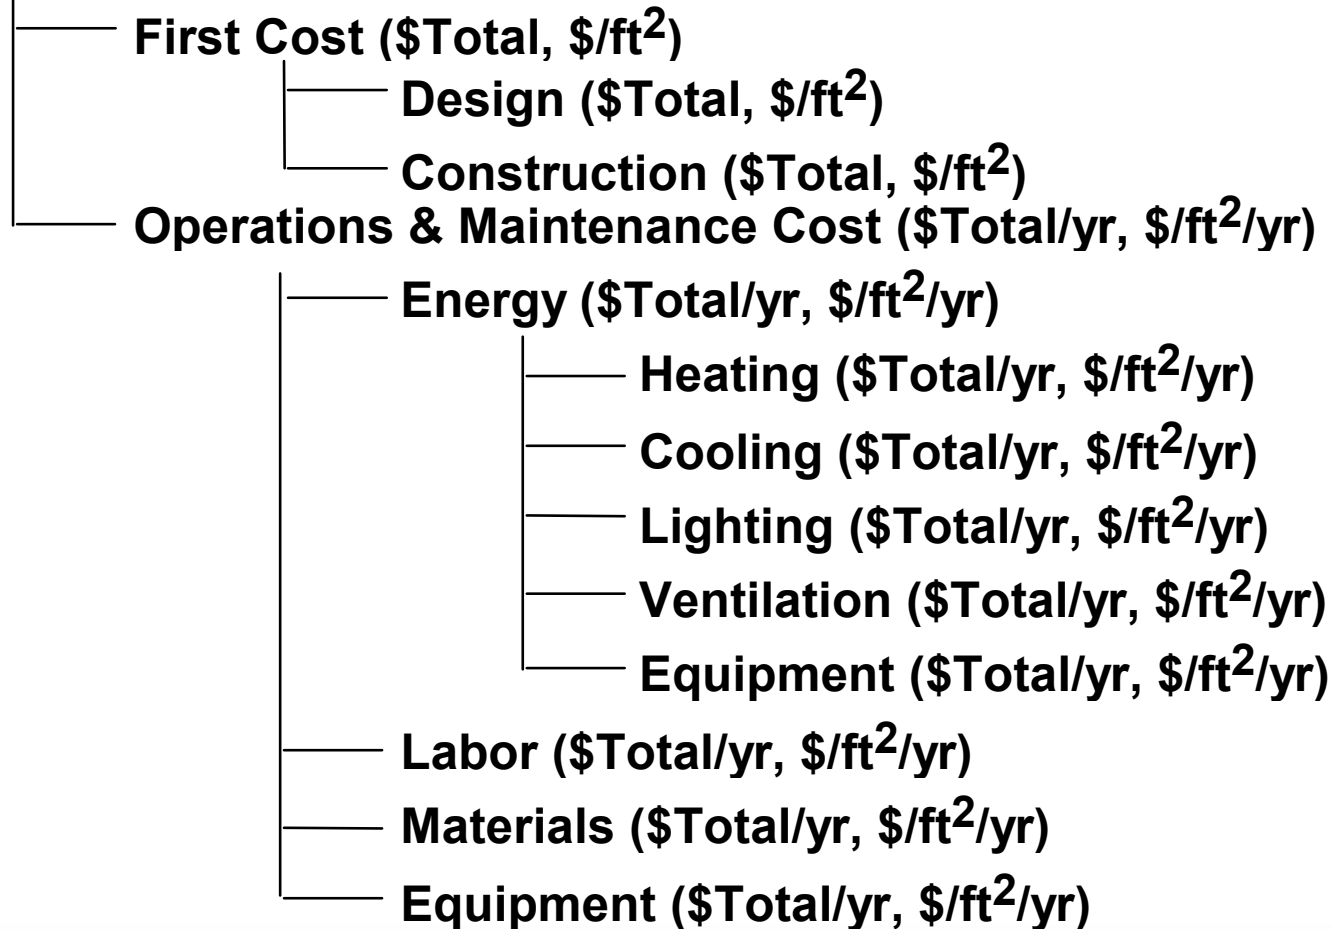 First Cost ($Total, $/ft²)
Design ($Total, $/ft²)
Construction ($Total, $/ft²)
Operations & Maintenance Cost ($Total/yr, $/ft²/yr)
Energy ($Total/yr, $/ft²/yr)
Heating ($Total/yr, $/ft²/yr)
Cooling ($Total/yr, $/ft²/yr)
Lighting ($Total/yr, $/ft²/yr)
Ventilation ($Total/yr, $/ft²/yr)
Equipment ($Total/yr, $/ft²/yr)
Labor ($Total/yr, $/ft²/yr)
Materials ($Total/yr, $/ft²/yr)
Equipment ($Total/yr, $/ft²/yr)